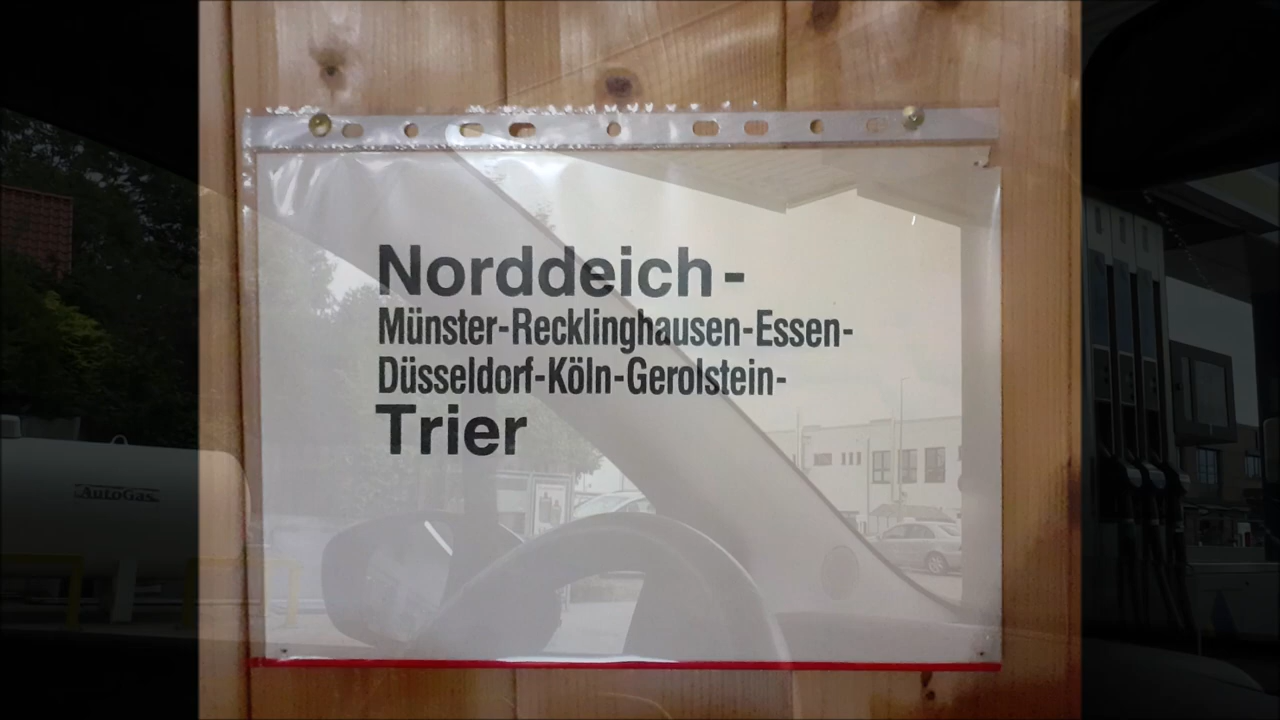 Norddeich-
Münster-Recklinghausen-Essen-
Düsseldorf-Köln-Gerolstein-
Trier
AutoGas